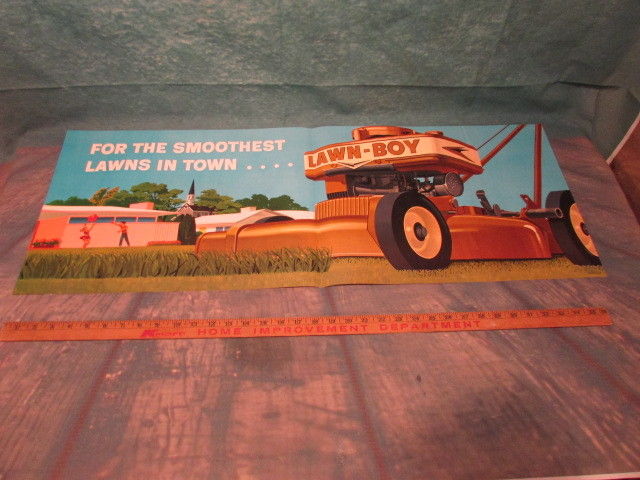 FOR THE SMOOTHEST
LAWNS IN TOWN . . . .
LAWN-BOY
HOME IMPROVEMENT DEPARTMENT